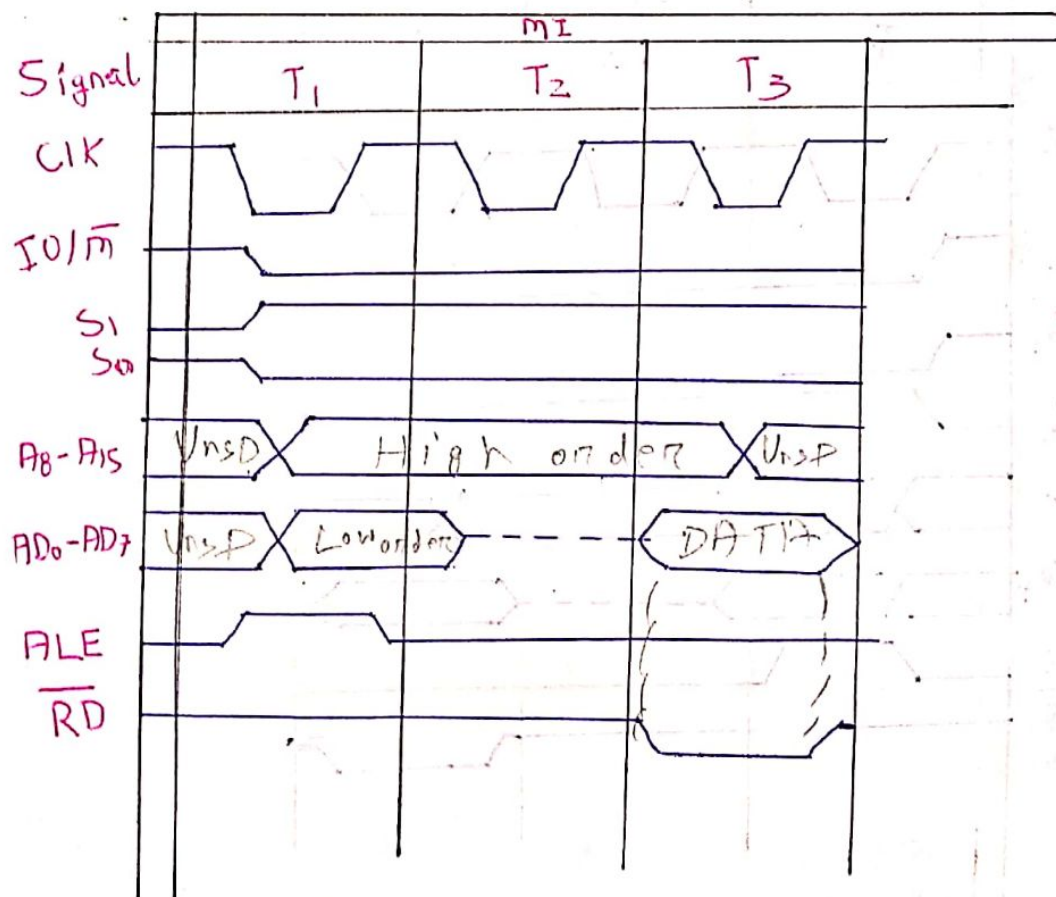 MI
Signal T₁ T₂ T₃
CLK
IO/M̅
S₁
S₀
A₈-A₁₅ UnsP High order UnsP
AD₀-AD₇ UnsP Low order DATA
ALE
R̅D̅